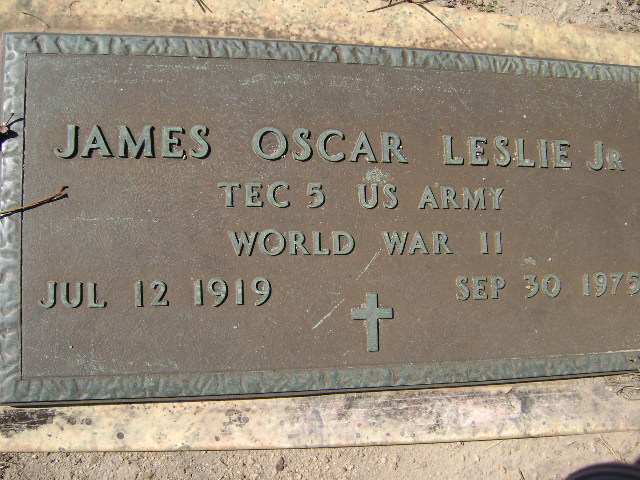 JAMES OSCAR LESLIE JR
TEC 5 US ARMY
WORLD WAR II
JUL 12 1919 SEP 30 1975